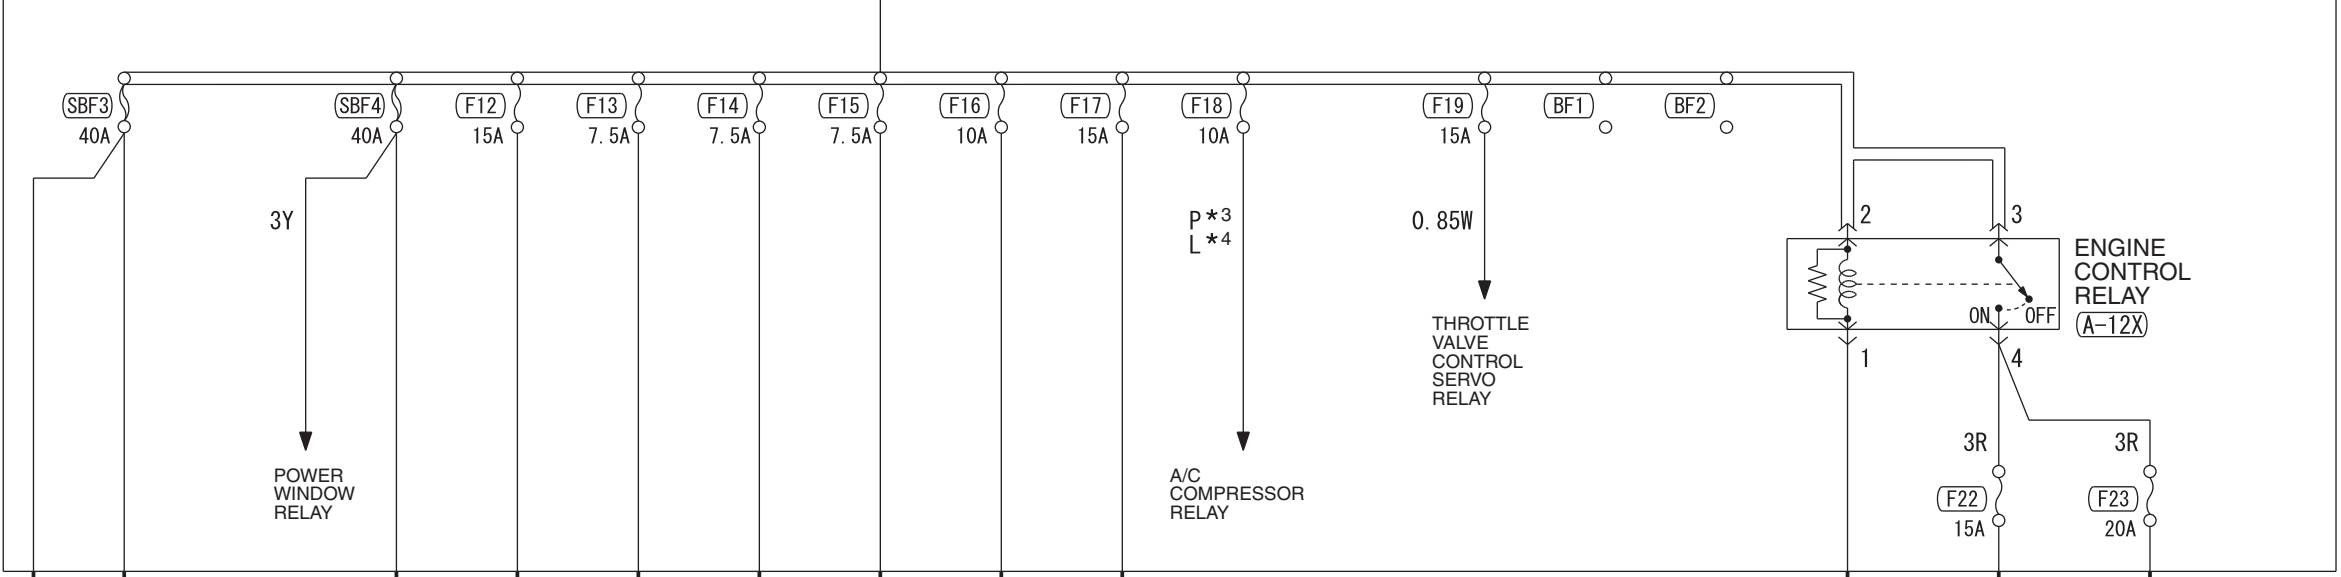 SBF3
40A
SBF4
40A
F12
15A
F13
7.5A
F14
7.5A
F15
7.5A
F16
10A
F17
15A
F18
10A
F19
15A
BF1
BF2
3Y
P*3
L*4
0.85W
2
3
ENGINE
CONTROL
RELAY
A-12X
ON
OFF
1
4
THROTTLE
VALVE
CONTROL
SERVO
RELAY
POWER
WINDOW
RELAY
A/C
COMPRESSOR
RELAY
3R
3R
F22
15A
F23
20A